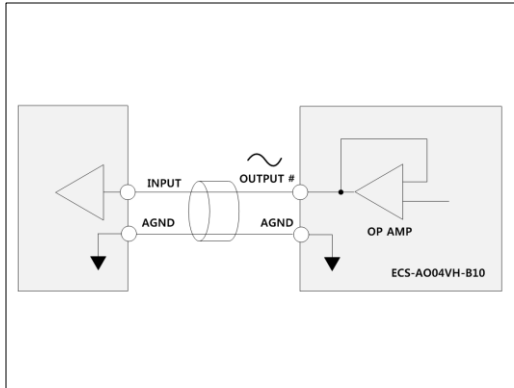 INPUT
OUTPUT #
AGND
AGND
OP AMP
ECS-AO04VH-B10